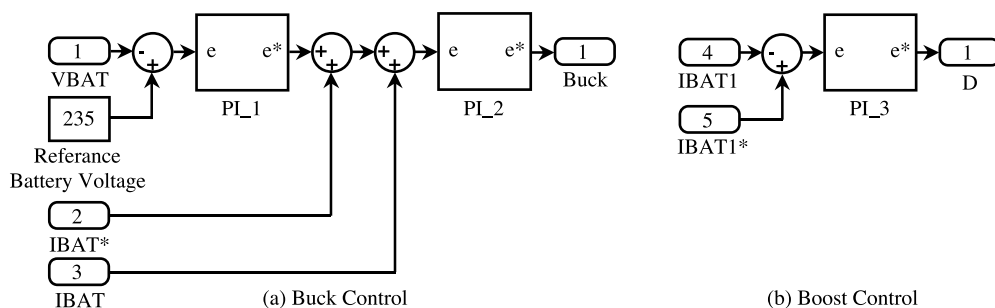 1
VBAT
-
+
235
Referance
Battery Voltage
e e*
PI_1
+
+
+
+
e e*
PI_2
1
Buck
2
IBAT*
3
IBAT
(a) Buck Control
4
IBAT1
-
+
5
IBAT1*
e e*
PI_3
1
D
(b) Boost Control